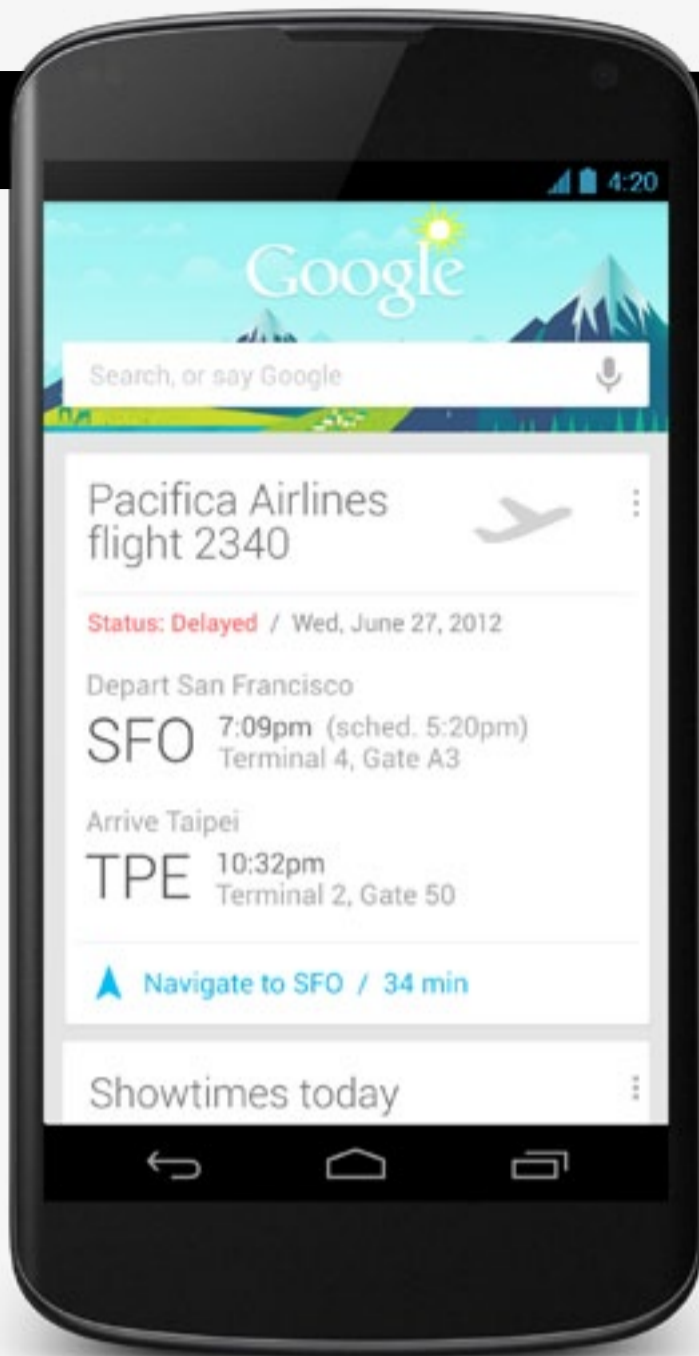 4:20
Google
Search, or say Google
Pacifica Airlines
flight 2340
Status: Delayed / Wed, June 27, 2012
Depart San Francisco
SFO 7:09pm (sched. 5:20pm)
Terminal 4, Gate A3
Arrive Taipei
TPE 10:32pm
Terminal 2, Gate 50
Navigate to SFO / 34 min
Showtimes today